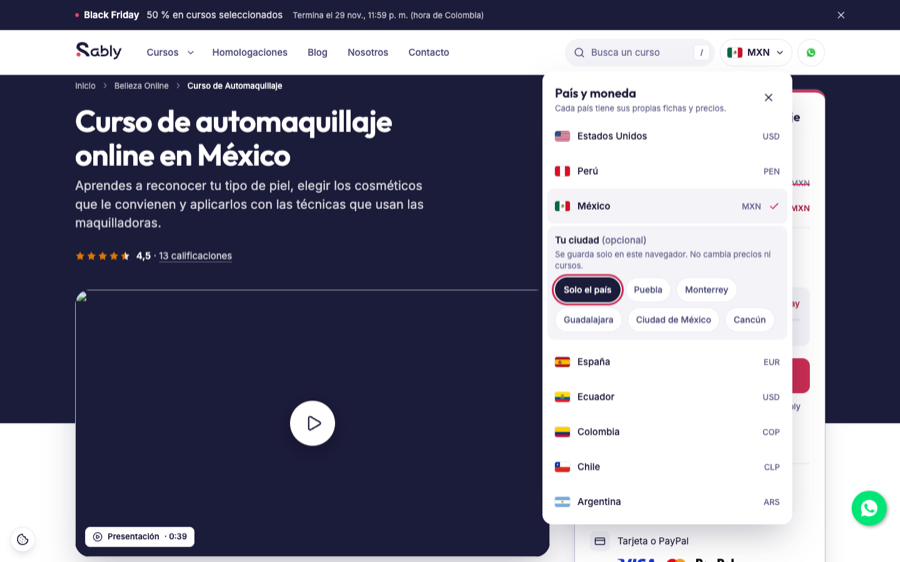 Black Friday 50 % en cursos seleccionados Termina el 29 nov., 11:59 p. m. (hora de Colombia)
Sably
Cursos
Homologaciones
Blog
Nosotros
Contacto
Busca un curso
/
MXN
Inicio
Belleza Online
Curso de Automaquillaje
Curso de automaquillaje
online en México
Aprendes a reconocer tu tipo de piel, elegir los cosméticos
que le convienen y aplicarlos con las técnicas que usan las
maquilladoras.
4,5 · 13 calificaciones
Presentación · 0:39
País y moneda
Cada país tiene sus propias fichas y precios.
Estados Unidos USD
Perú PEN
México MXN
Tu ciudad (opcional)
Se guarda solo en este navegador. No cambia precios ni
cursos.
Solo el país
Puebla
Monterrey
Guadalajara
Ciudad de México
Cancún
España EUR
Ecuador USD
Colombia COP
Chile CLP
Argentina ARS
MXN
MXN
Tarjeta o PayPal